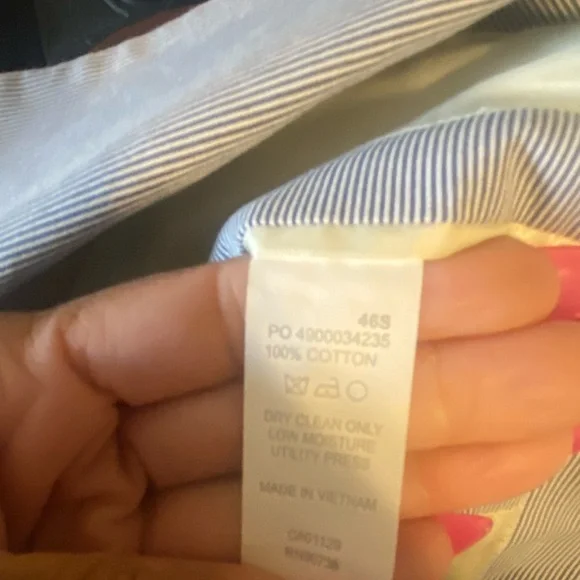 46S
PO 4900034235
100% COTTON
DRY CLEAN ONLY
LOW MOISTURE
UTILITY PRESS
MADE IN VIETNAM